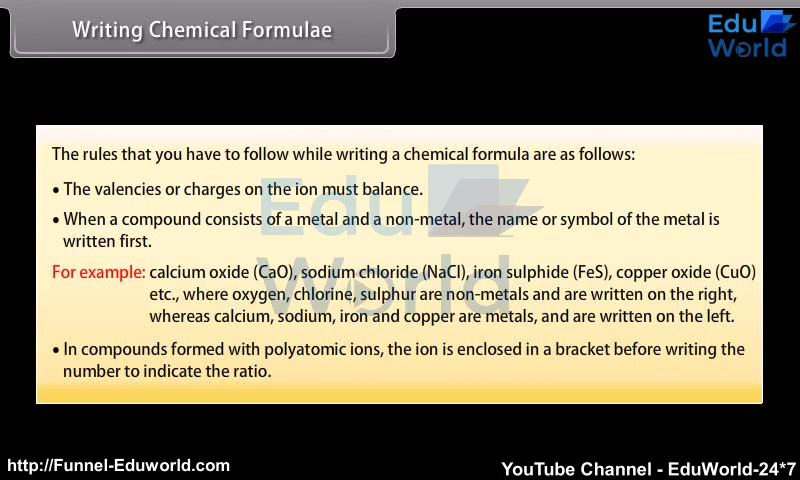 Writing Chemical Formulae
Edu
World
The rules that you have to follow while writing a chemical formula are as follows:
• The valencies or charges on the ion must balance.
• When a compound consists of a metal and a non-metal, the name or symbol of the metal is
written first.
For example: calcium oxide (CaO), sodium chloride (NaCl), iron sulphide (FeS), copper oxide (CuO)
etc., where oxygen, chlorine, sulphur are non-metals and are written on the right,
whereas calcium, sodium, iron and copper are metals, and are written on the left.
• In compounds formed with polyatomic ions, the ion is enclosed in a bracket before writing the
number to indicate the ratio.
Edu
World
http://Funnel-Eduworld.com
YouTube Channel - EduWorld-24*7